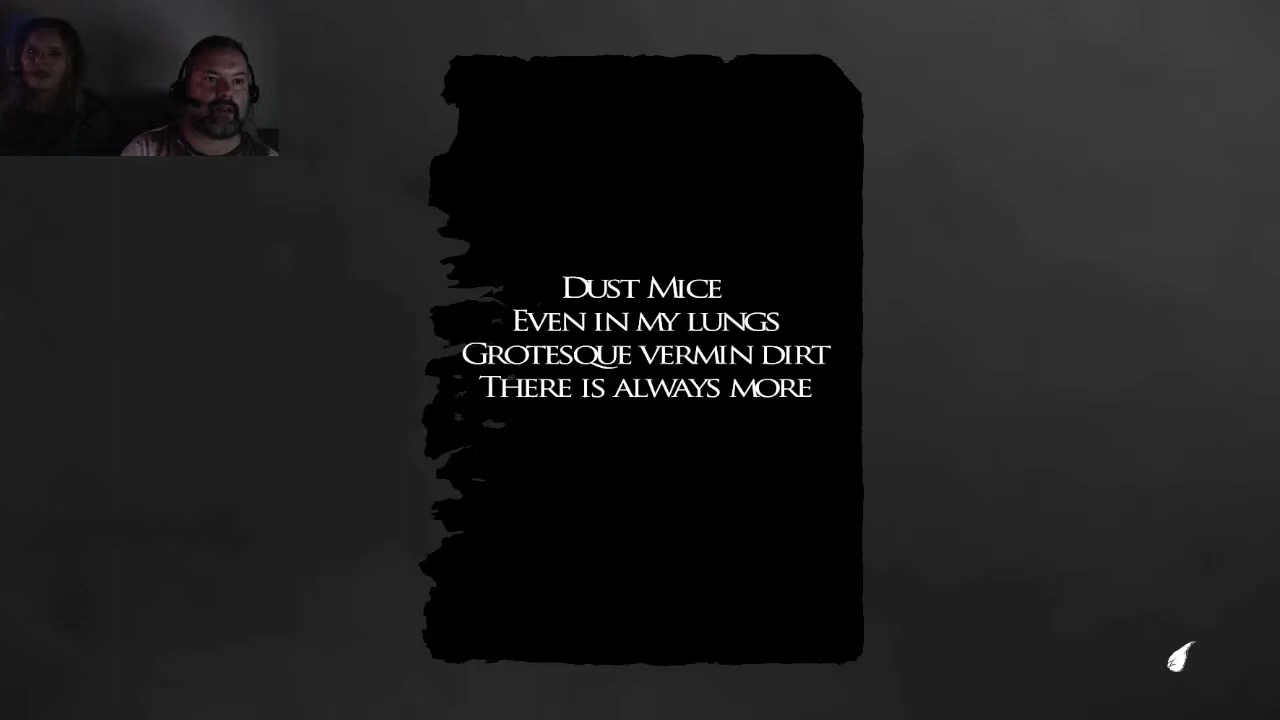 Dust Mice
Even in my lungs
Grotesque vermin dirt
There is always more